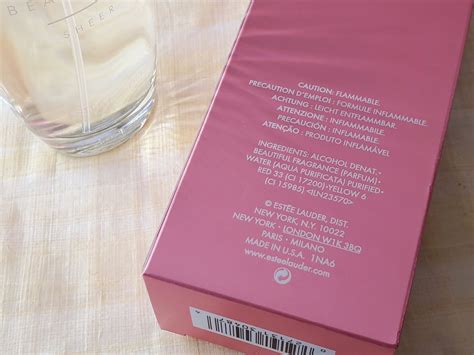 SHEER
CAUTION: FLAMMABLE.
PRECAUTION D'EMPLOI : FORMULE INFLAMMABLE.
ACHTUNG : LEICHT ENTFLAMMBAR.
ATTENZIONE : INFIAMMABILE.
PRECAUCIÓN : INFLAMABLE.
ATENÇÃO : PRODUTO INFLAMÁVEL
INGREDIENTS: ALCOHOL DENAT.•
BEAUTIFUL FRAGRANCE (PARFUM)•
WATER (AQUA PURIFICATA) PURIFIED•
RED 33 (CI 17200)•YELLOW 6
(CI 15985) <ILN23570>
© ESTÉE LAUDER, DIST.
NEW YORK, N.Y. 10022
NEW YORK • LONDON W1K 3BQ
PARIS • MILANO
MADE IN U.S.A. 1NA6
www.esteelauder.com